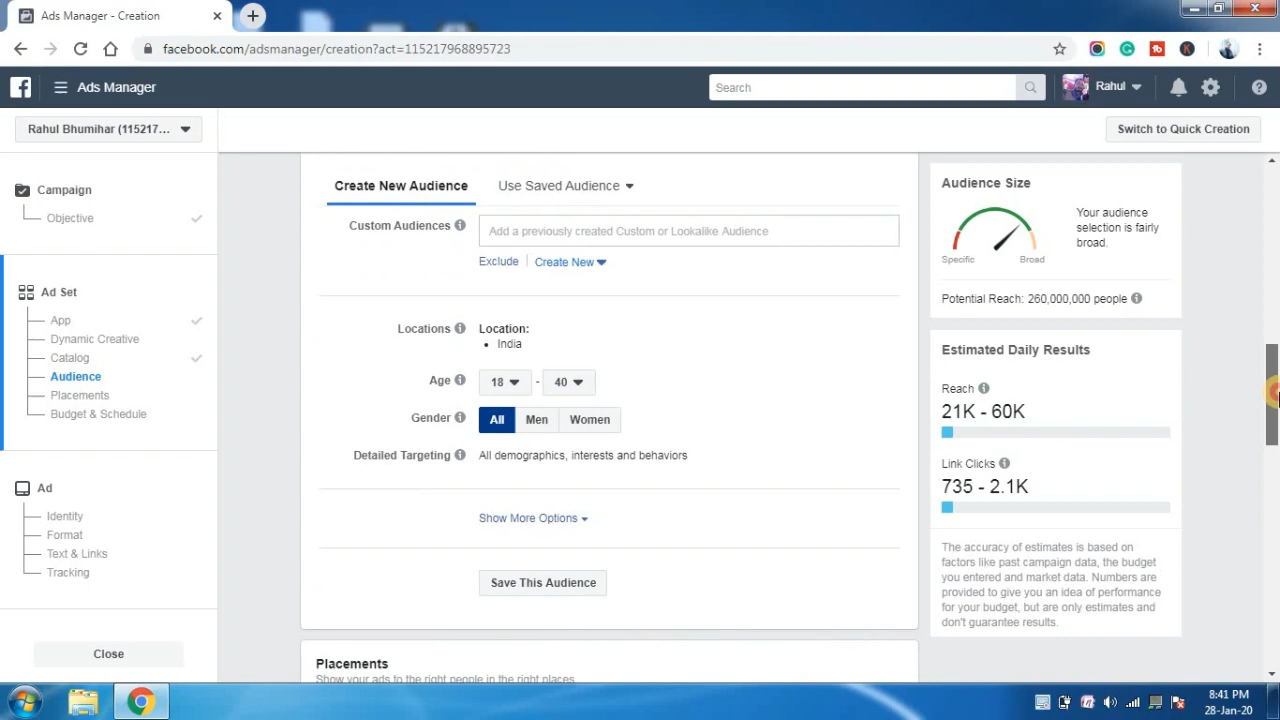 Ads Manager - Creation
facebook.com/adsmanager/creation?act=115217968895723
Ads Manager
Search
Rahul
Rahul Bhumihar (115217...
Switch to Quick Creation
Campaign
Objective
Ad Set
App
Dynamic Creative
Catalog
Audience
Placements
Budget & Schedule
Ad
Identity
Format
Text & Links
Tracking
Close
Create New Audience
Use Saved Audience
Custom Audiences
Add a previously created Custom or Lookalike Audience
Exclude
Create New
Locations
Location:
India
Age
18 - 40
Gender
All Men Women
Detailed Targeting
All demographics, interests and behaviors
Show More Options
Save This Audience
Placements
Show your ads to the right people in the right places.
Audience Size
Specific
Broad
Your audience
selection is fairly
broad.
Potential Reach: 260,000,000 people
Estimated Daily Results
Reach
21K - 60K
Link Clicks
735 - 2.1K
The accuracy of estimates is based on
factors like past campaign data, the budget
you entered and market data. Numbers are
provided to give you an idea of performance
for your budget, but are only estimates and
don't guarantee results.
8:41 PM
28-Jan-20